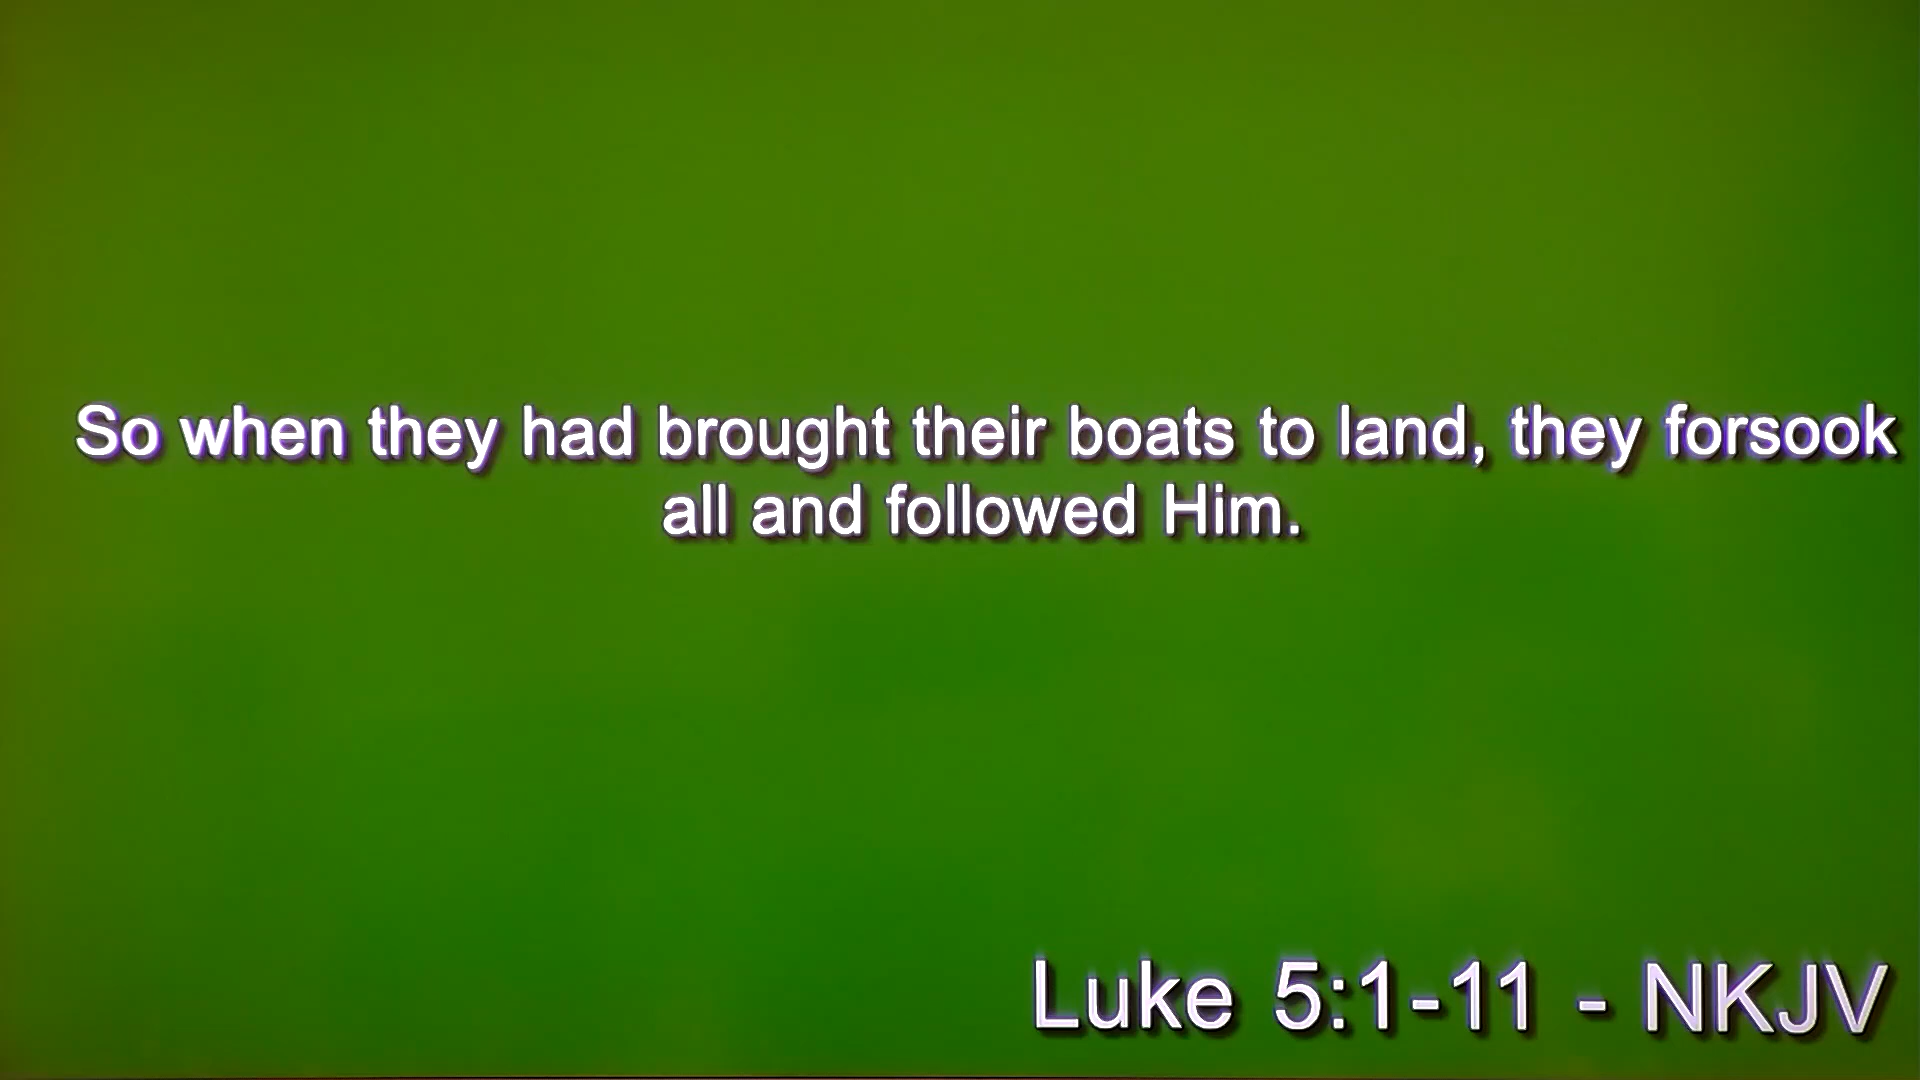 So when they had brought their boats to land, they forsook
all and followed Him.
Luke 5:1-11 - NKJV